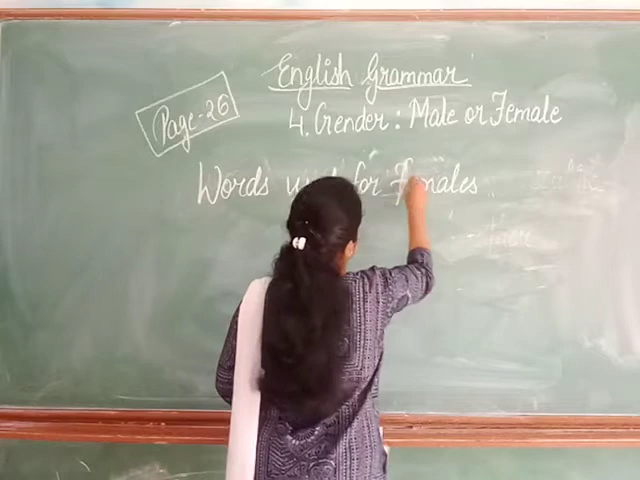 English Grammar
Page-26
4. Gender : Male or Female
Words for Females